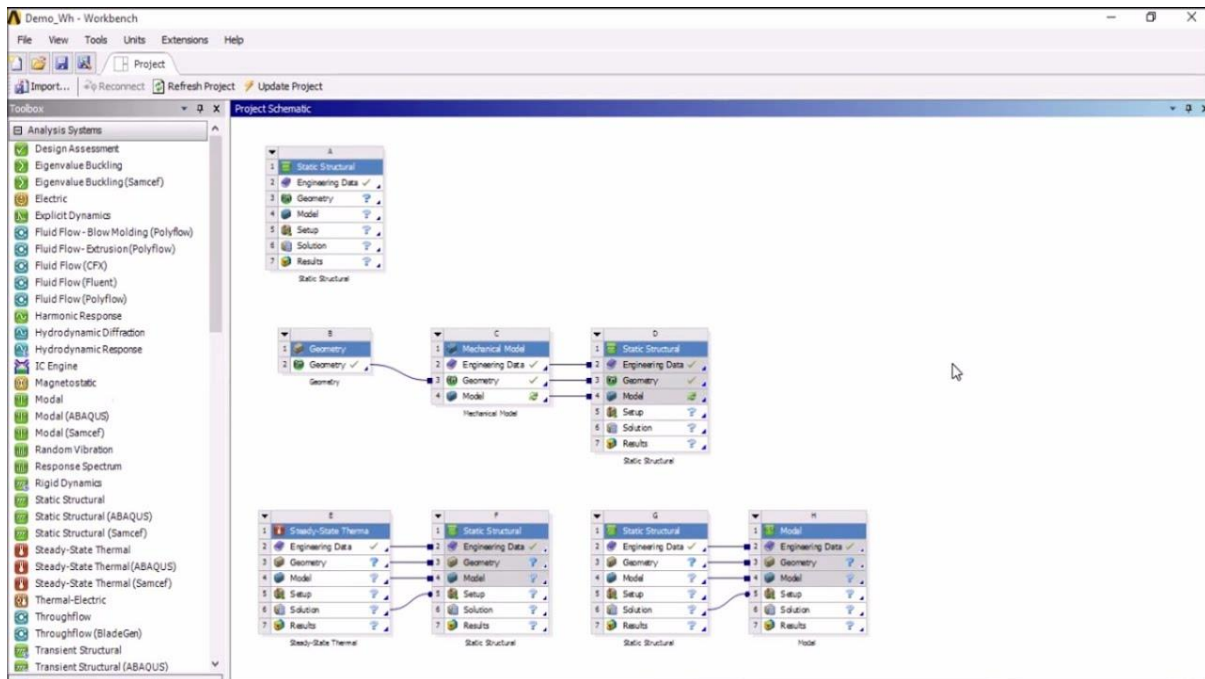 Demo_Wh - Workbench
File View Tools Units Extensions Help
Project
Import... Reconnect Refresh Project Update Project
Toolbox
Project Schematic
Analysis Systems
Design Assessment
Eigenvalue Buckling
Eigenvalue Buckling (Samcef)
Electric
Explicit Dynamics
Fluid Flow - Blow Molding (Polyflow)
Fluid Flow - Extrusion (Polyflow)
Fluid Flow (CFX)
Fluid Flow (Fluent)
Fluid Flow (Polyflow)
Harmonic Response
Hydrodynamic Diffraction
Hydrodynamic Response
IC Engine
Magnetostatic
Modal
Modal (ABAQUS)
Modal (Samcef)
Random Vibration
Response Spectrum
Rigid Dynamics
Static Structural
Static Structural (ABAQUS)
Static Structural (Samcef)
Steady-State Thermal
Steady-State Thermal (ABAQUS)
Steady-State Thermal (Samcef)
Thermal-Electric
Throughflow
Throughflow (BladeGen)
Transient Structural
Transient Structural (ABAQUS)
A
1 Static Structural
2 Engineering Data
3 Geometry ?
4 Model ?
5 Setup ?
6 Solution ?
7 Results ?
Static Structural
B
1 Geometry
2 Geometry
Geometry
C
1 Mechanical Model
2 Engineering Data
3 Geometry
4 Model
Mechanical Model
D
1 Static Structural
2 Engineering Data
3 Geometry
4 Model
5 Setup ?
6 Solution ?
7 Results ?
Static Structural
E
1 Steady-State Therma
2 Engineering Data
3 Geometry ?
4 Model ?
5 Setup ?
6 Solution ?
7 Results ?
Steady-State Thermal
F
1 Static Structural
2 Engineering Data
3 Geometry ?
4 Model ?
5 Setup ?
6 Solution ?
7 Results ?
Static Structural
G
1 Static Structural
2 Engineering Data
3 Geometry ?
4 Model ?
5 Setup ?
6 Solution ?
7 Results ?
Static Structural
H
1 Modal
2 Engineering Data
3 Geometry ?
4 Model ?
5 Setup ?
6 Solution ?
7 Results ?
Modal